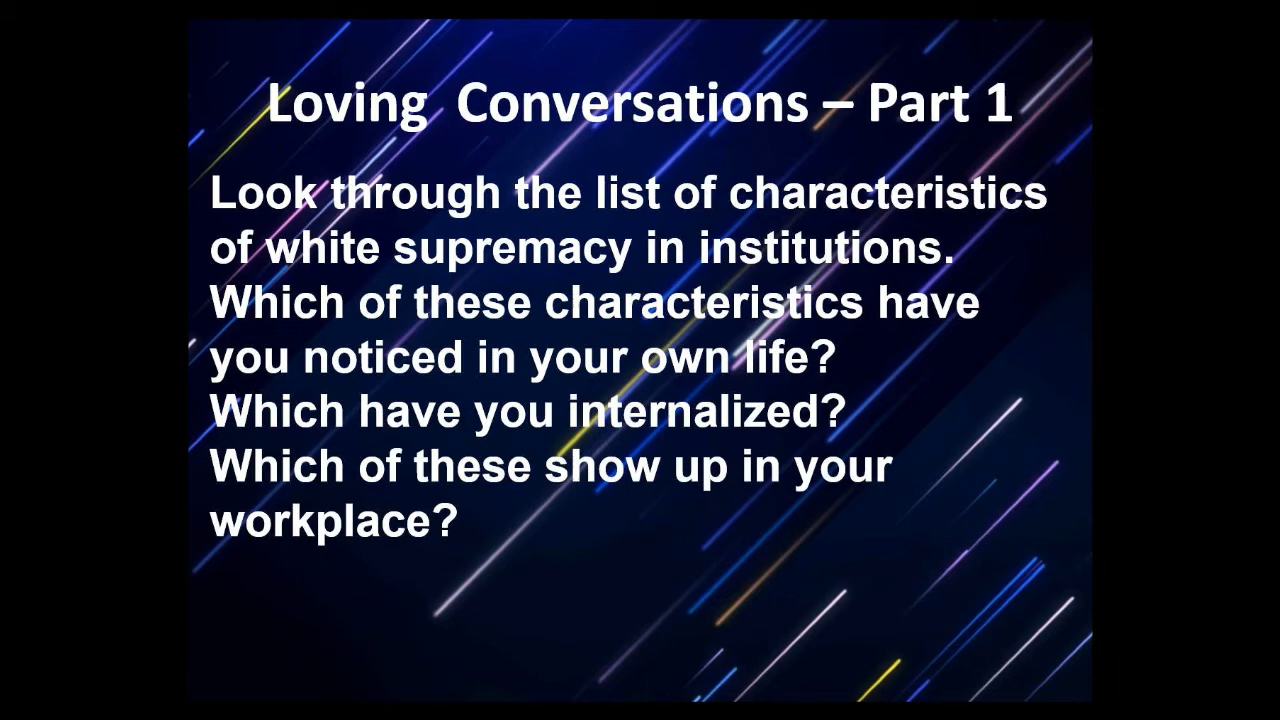 Loving  Conversations – Part 1
Look through the list of characteristics
of white supremacy in institutions.
Which of these characteristics have
you noticed in your own life?
Which have you internalized?
Which of these show up in your
workplace?